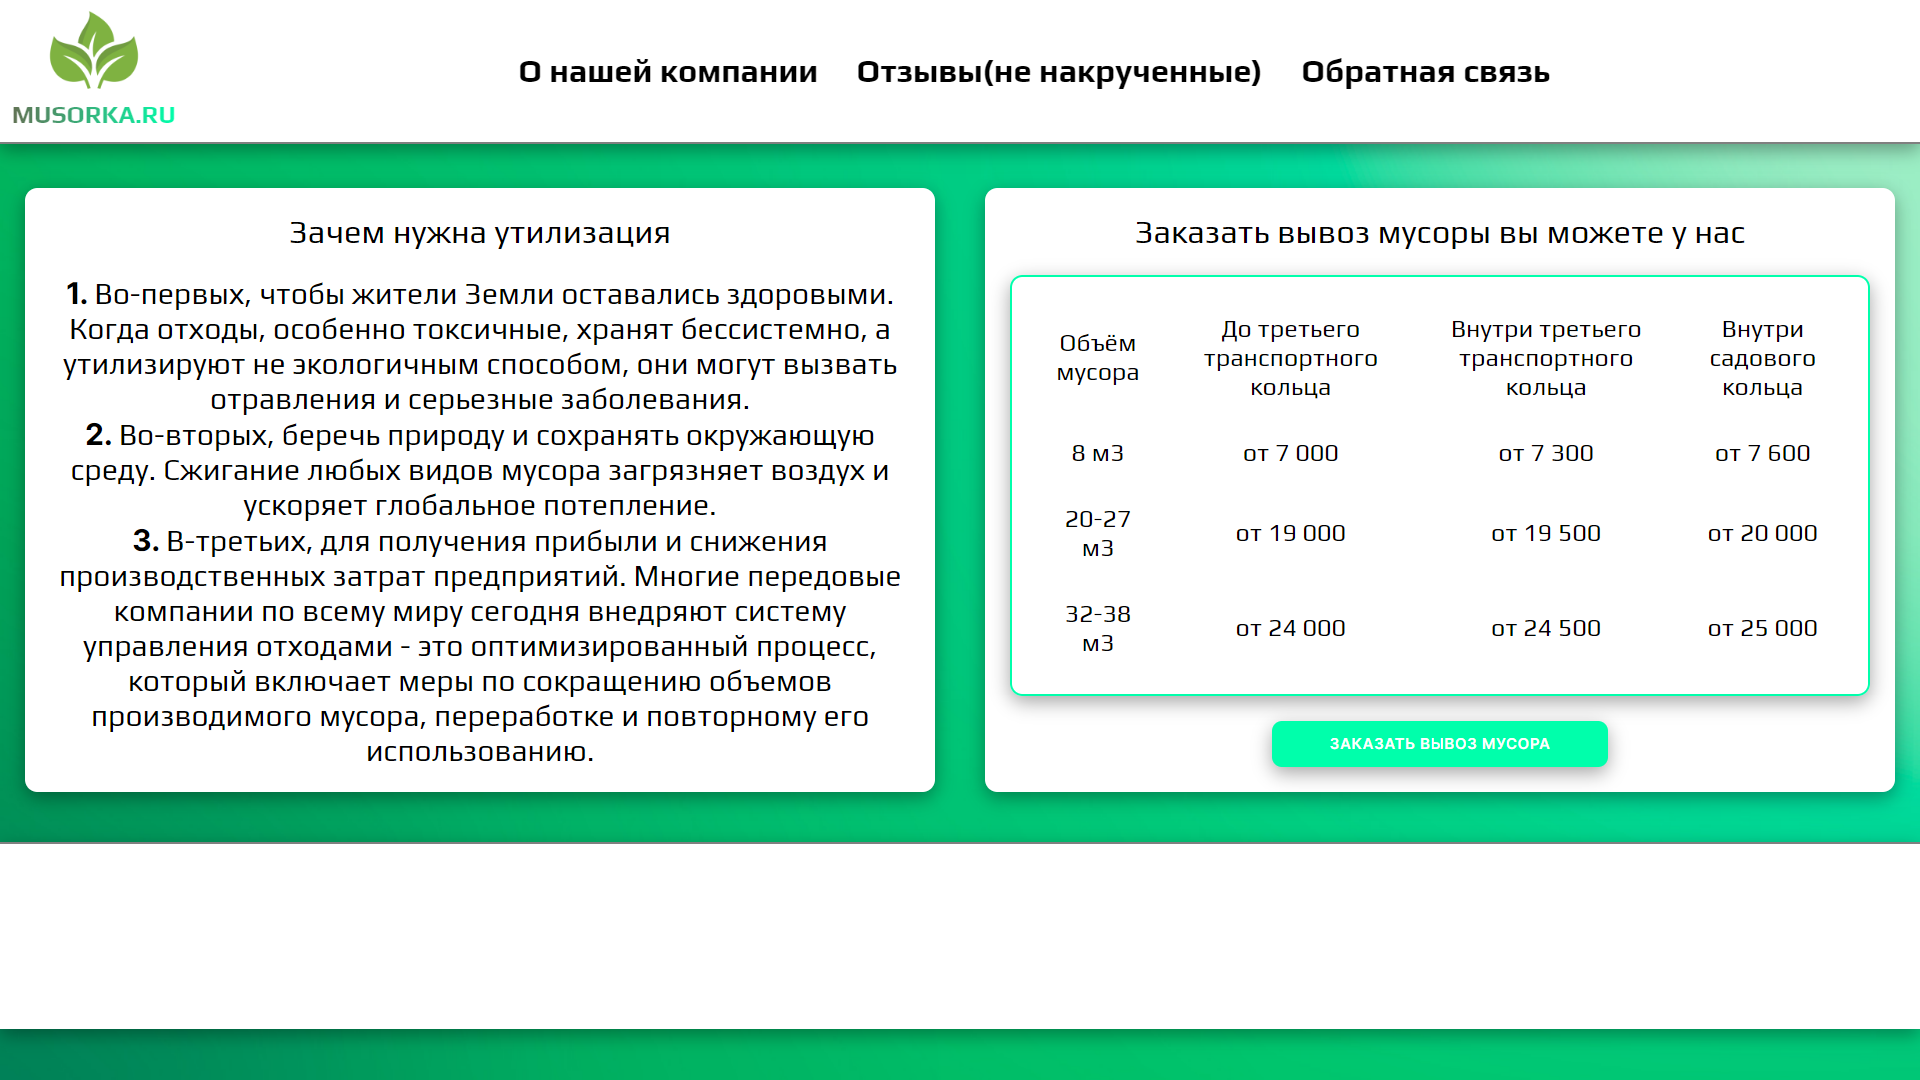 MUSORKA.RU
О нашей компании Отзывы(не накрученные) Обратная связь
Зачем нужна утилизация
1. Во-первых, чтобы жители Земли оставались здоровыми.
Когда отходы, особенно токсичные, хранят бессистемно, а
утилизируют не экологичным способом, они могут вызвать
отравления и серьезные заболевания.
2. Во-вторых, беречь природу и сохранять окружающую
среду. Сжигание любых видов мусора загрязняет воздух и
ускоряет глобальное потепление.
3. В-третьих, для получения прибыли и снижения
производственных затрат предприятий. Многие передовые
компании по всему миру сегодня внедряют систему
управления отходами - это оптимизированный процесс,
который включает меры по сокращению объемов
производимого мусора, переработке и повторному его
использованию.
Заказать вывоз мусоры вы можете у нас
Объём
мусора
До третьего
транспортного
кольца
Внутри третьего
транспортного
кольца
Внутри
садового
кольца
8 м3 от 7 000 от 7 300 от 7 600
20-27
м3
от 19 000 от 19 500 от 20 000
32-38
м3
от 24 000 от 24 500 от 25 000
ЗАКАЗАТЬ ВЫВОЗ МУСОРА